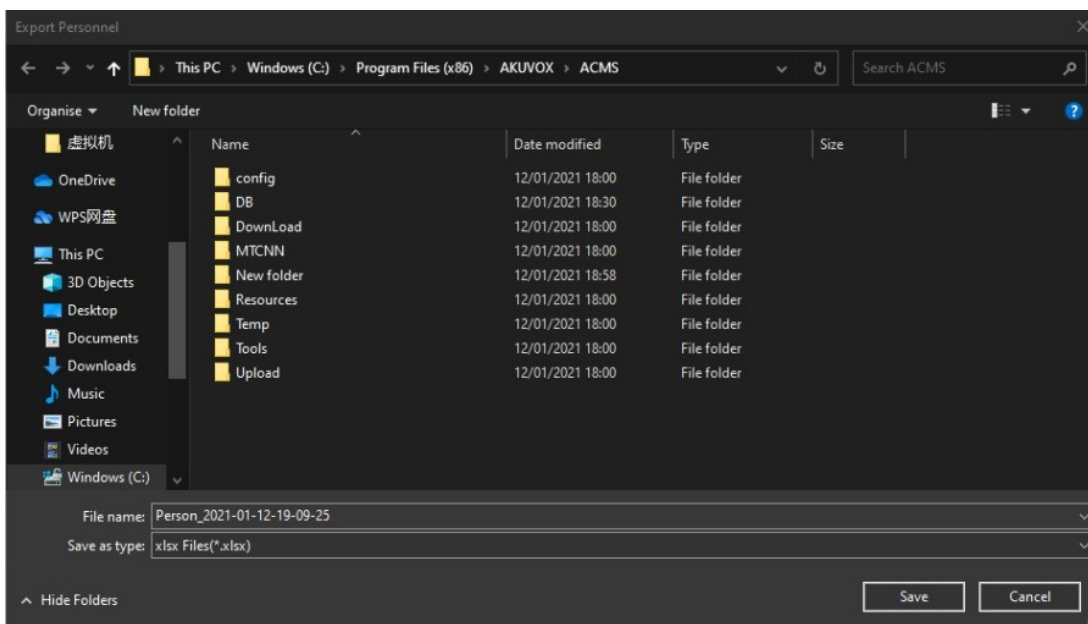 Export Personnel
This PC > Windows (C:) > Program Files (x86) > AKUVOX > ACMS
Search ACMS
Organise
New folder
虚拟机
OneDrive
WPS网盘
This PC
3D Objects
Desktop
Documents
Downloads
Music
Pictures
Videos
Windows (C:)
Name Date modified Type Size
config 12/01/2021 18:00 File folder
DB 12/01/2021 18:30 File folder
DownLoad 12/01/2021 18:00 File folder
MTCNN 12/01/2021 18:00 File folder
New folder 12/01/2021 18:58 File folder
Resources 12/01/2021 18:00 File folder
Temp 12/01/2021 18:00 File folder
Tools 12/01/2021 18:00 File folder
Upload 12/01/2021 18:00 File folder
File name: Person_2021-01-12-19-09-25
Save as type: xlsx Files(*.xlsx)
Hide Folders
Save
Cancel